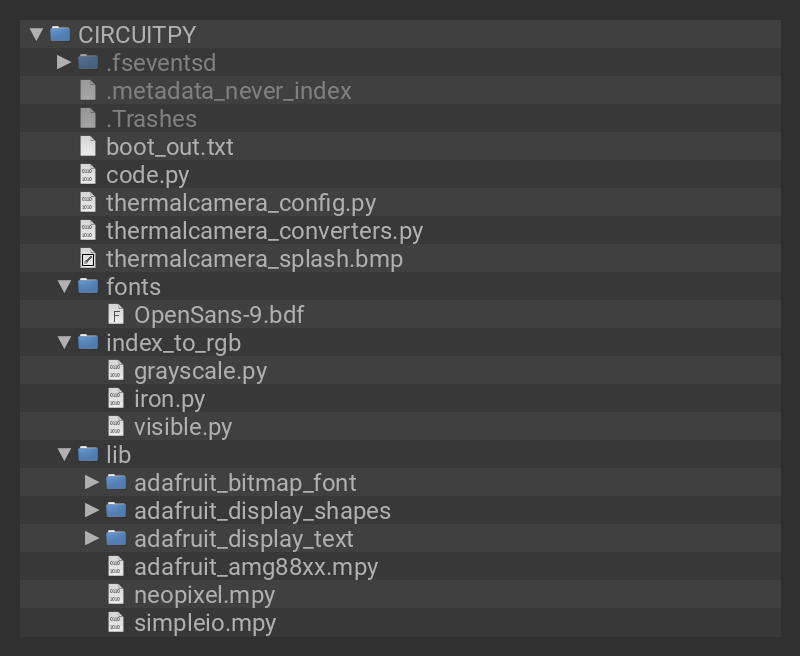 CIRCUITPY
.fseventsd
.metadata_never_index
.Trashes
boot_out.txt
code.py
thermalcamera_config.py
thermalcamera_converters.py
thermalcamera_splash.bmp
fonts
OpenSans-9.bdf
index_to_rgb
grayscale.py
iron.py
visible.py
lib
adafruit_bitmap_font
adafruit_display_shapes
adafruit_display_text
adafruit_amg88xx.mpy
neopixel.mpy
simpleio.mpy